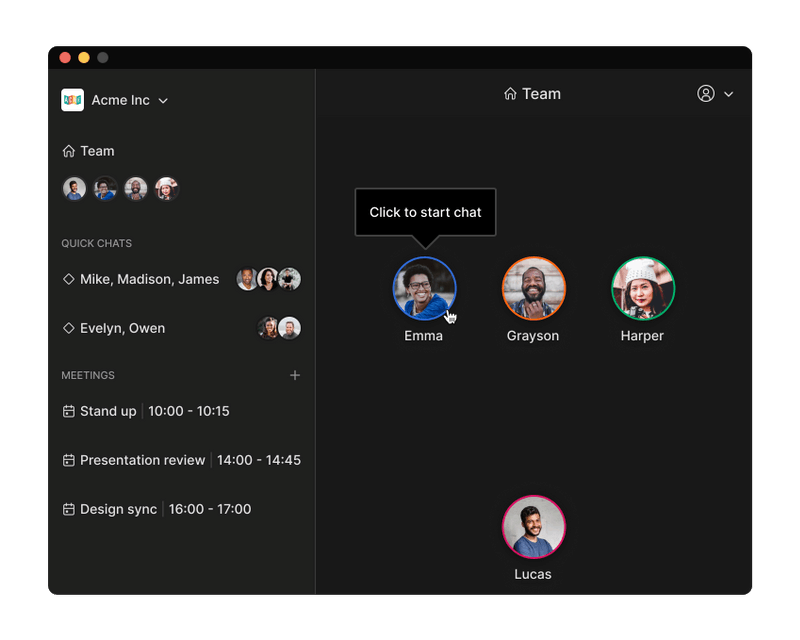 Acme Inc
Team
QUICK CHATS
Mike, Madison, James
Evelyn, Owen
MEETINGS
Stand up 10:00 - 10:15
Presentation review 14:00 - 14:45
Design sync 16:00 - 17:00
Team
Click to start chat
Emma
Grayson
Harper
Lucas